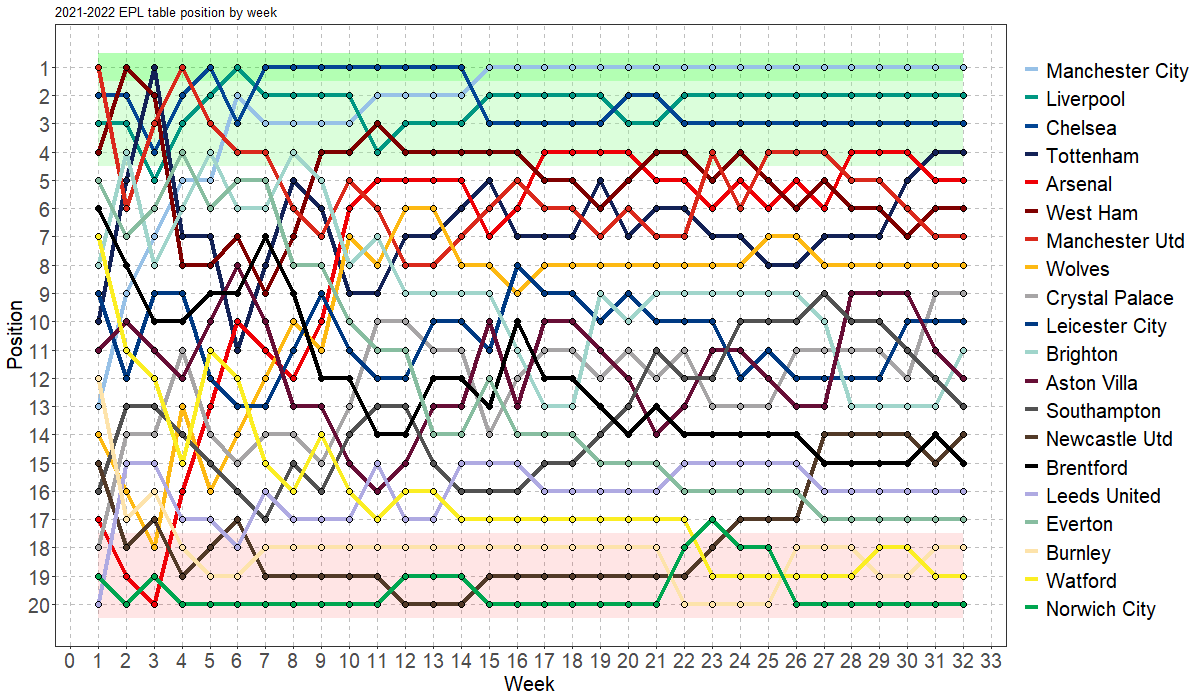 2021-2022 EPL table position by week
Position
1
2
3
4
5
6
7
8
9
10
11
12
13
14
15
16
17
18
19
20
0 1 2 3 4 5 6 7 8 9 10 11 12 13 14 15 16 17 18 19 20 21 22 23 24 25 26 27 28 29 30 31 32 33
Week
Manchester City
Liverpool
Chelsea
Tottenham
Arsenal
West Ham
Manchester Utd
Wolves
Crystal Palace
Leicester City
Brighton
Aston Villa
Southampton
Newcastle Utd
Brentford
Leeds United
Everton
Burnley
Watford
Norwich City